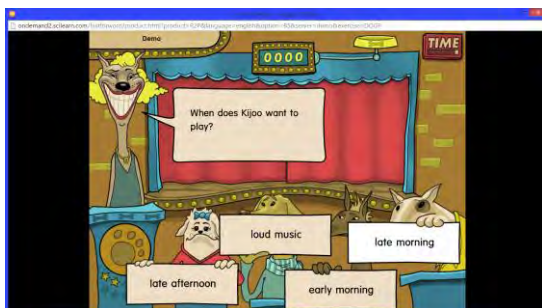 Demo
0000
TIME
When does Kijoo want to
play?
loud music
late morning
late afternoon
early morning